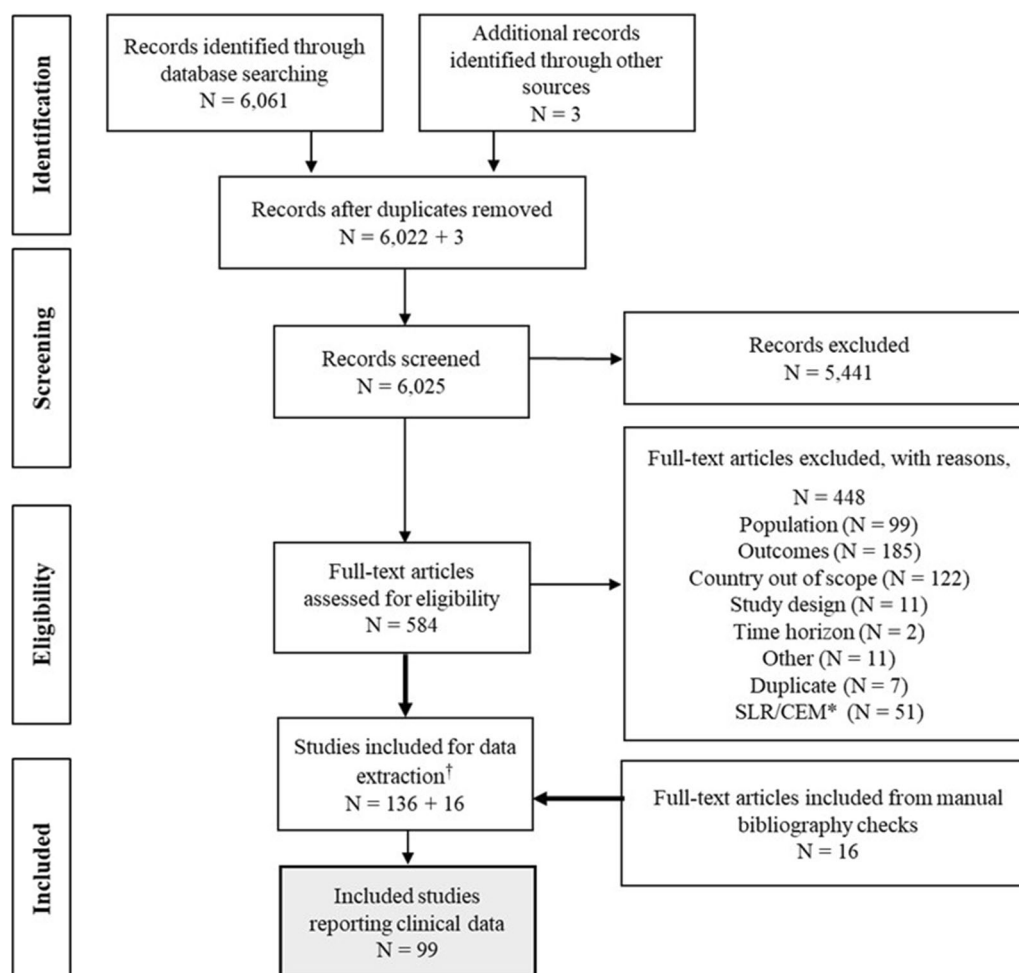 Identification
Records identified through
database searching
N = 6,061
Additional records
identified through other
sources
N = 3
Records after duplicates removed
N = 6,022 + 3
Screening
Records screened
N = 6,025
Records excluded
N = 5,441
Eligibility
Full-text articles
assessed for eligibility
N = 584
Full-text articles excluded, with reasons,
N = 448
Population (N = 99)
Outcomes (N = 185)
Country out of scope (N = 122)
Study design (N = 11)
Time horizon (N = 2)
Other (N = 11)
Duplicate (N = 7)
SLR/CEM* (N = 51)
Included
Studies included for data
extraction†
N = 136 + 16
Full-text articles included from manual
bibliography checks
N = 16
Included studies
reporting clinical data
N = 99